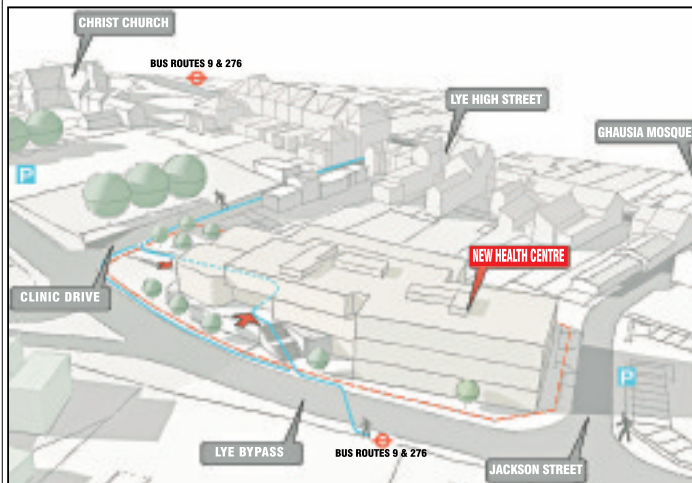 CHRIST CHURCH
BUS ROUTES 9 & 276
LYE HIGH STREET
GHAUSIA MOSQUE
P
NEW HEALTH CENTRE
CLINIC DRIVE
P
LYE BYPASS
BUS ROUTES 9 & 276
JACKSON STREET